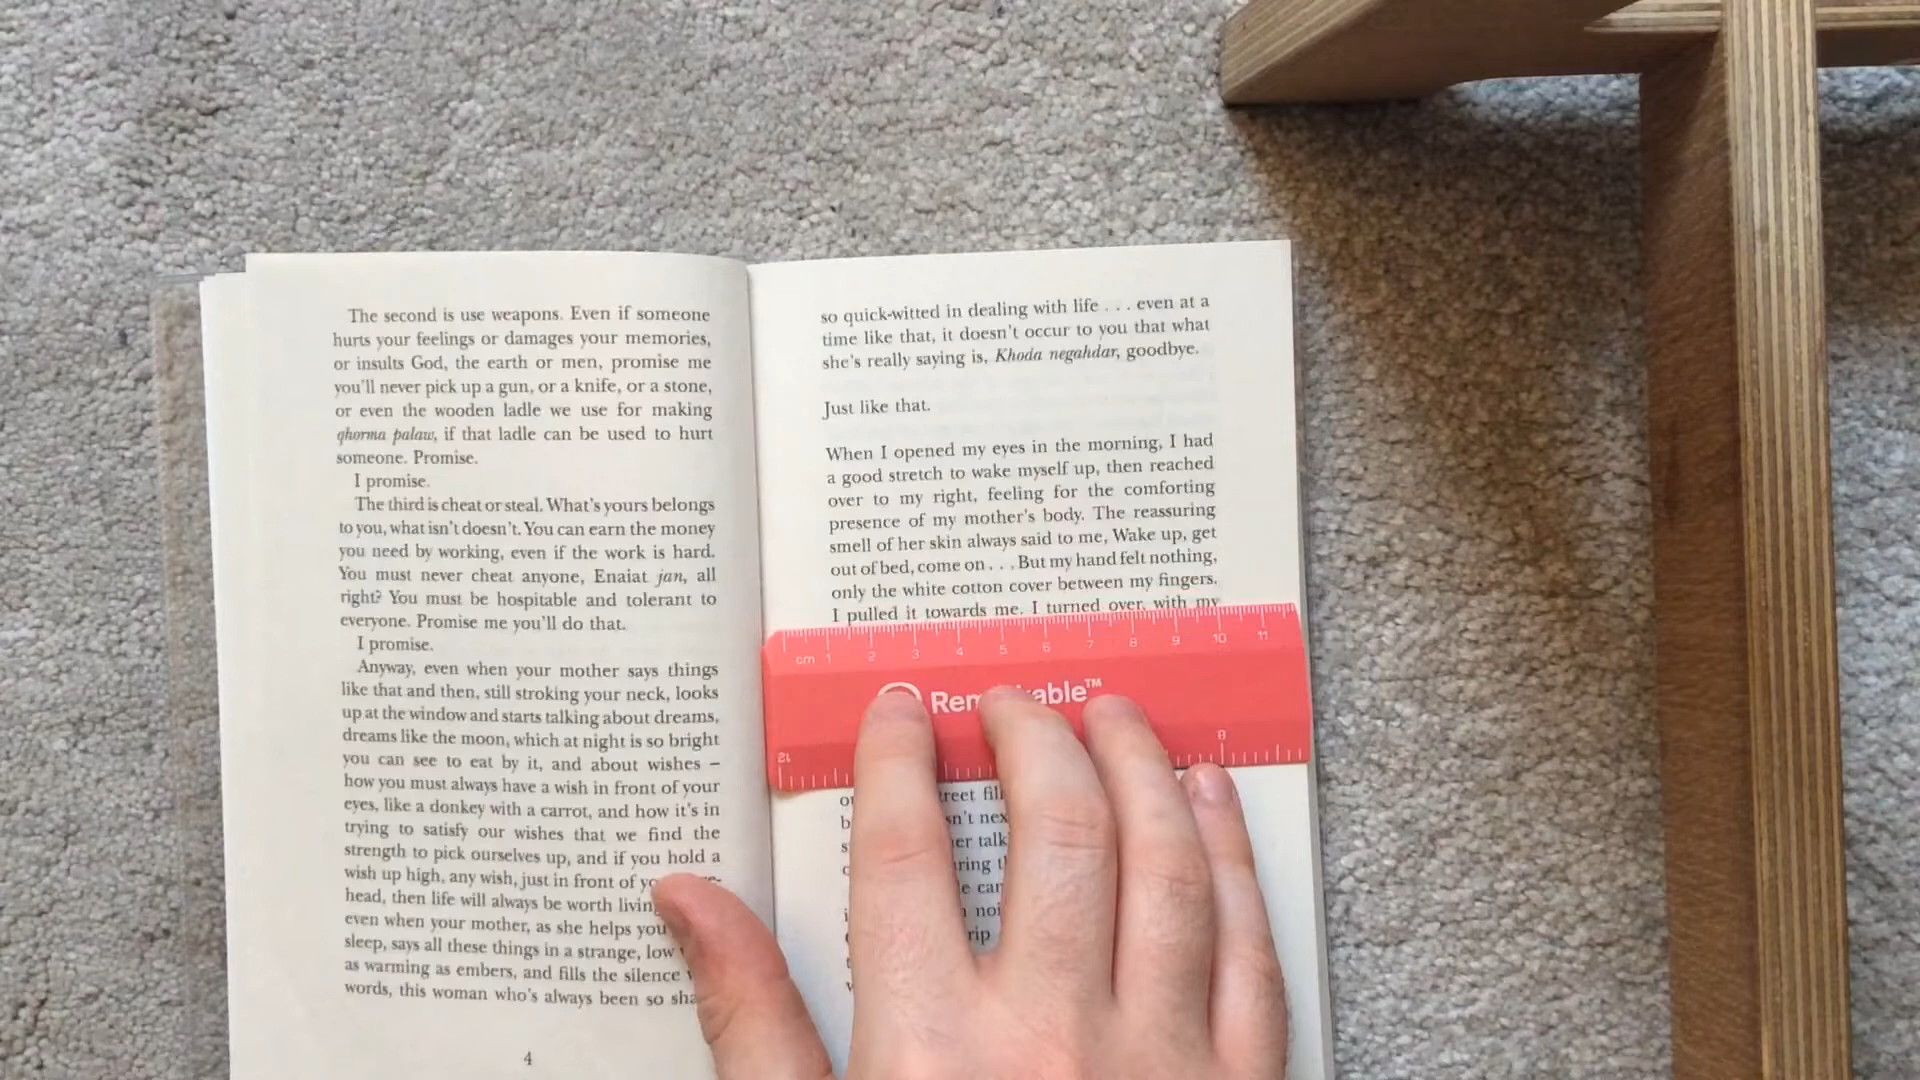 The second is use weapons. Even if someone
hurts your feelings or damages your memories,
or insults God, the earth or men, promise me
you'll never pick up a gun, or a knife, or a stone,
or even the wooden ladle we use for making
qhorma palaw, if that ladle can be used to hurt
someone. Promise.
I promise.
The third is cheat or steal. What's yours belongs
to you, what isn't doesn't. You can earn the money
you need by working, even if the work is hard.
You must never cheat anyone, Enaiat jan, all
right? You must be hospitable and tolerant to
everyone. Promise me you'll do that.
I promise.
Anyway, even when your mother says things
like that and then, still stroking your neck, looks
up at the window and starts talking about dreams,
dreams like the moon, which at night is so bright
you can see to eat by it, and about wishes –
how you must always have a wish in front of your
eyes, like a donkey with a carrot, and how it's in
trying to satisfy our wishes that we find the
strength to pick ourselves up, and if you hold a
wish up high, any wish, just in front of
head, then life will always be worth living
even when your mother, as she helps you
sleep, says all these things in a strange, low
as warming as embers, and fills the silence
words, this woman who's always been so
4
so quick-witted in dealing with life . . . even at a
time like that, it doesn't occur to you that what
she's really saying is, Khoda negahdar, goodbye.
Just like that.
When I opened my eyes in the morning, I had
a good stretch to wake myself up, then reached
over to my right, feeling for the comforting
presence of my mother's body. The reassuring
smell of her skin always said to me, Wake up, get
out of bed, come on . . . But my hand felt nothing,
only the white cotton cover between my fingers.
I pulled it towards me. I turned over, with my
cm 1 2 3 4 5 6 7 8 9 10 11
Remarkable™
12 8